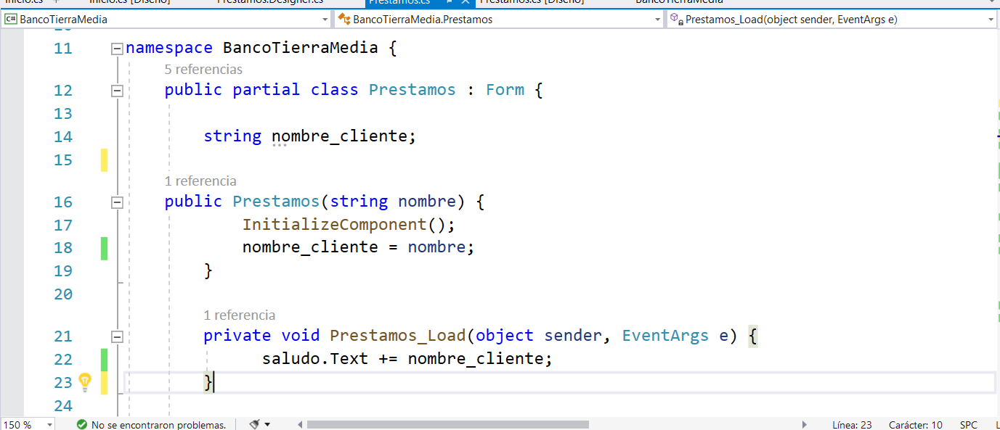 Inicio.cs Inicio.cs [Diseño] Prestamos.Designer.cs Prestamos.cs Prestamos.cs [Diseño] BancoTierraMedia
C# BancoTierraMedia BancoTierraMedia.Prestamos Prestamos_Load(object sender, EventArgs e)
11 namespace BancoTierraMedia {
5 referencias
12 public partial class Prestamos : Form {
13
14 string nombre_cliente;
15
1 referencia
16 public Prestamos(string nombre) {
17 InitializeComponent();
18 nombre_cliente = nombre;
19 }
20
1 referencia
21 private void Prestamos_Load(object sender, EventArgs e) {
22 saludo.Text += nombre_cliente;
23 }
24
150 % No se encontraron problemas. Línea: 23 Carácter: 10 SPC